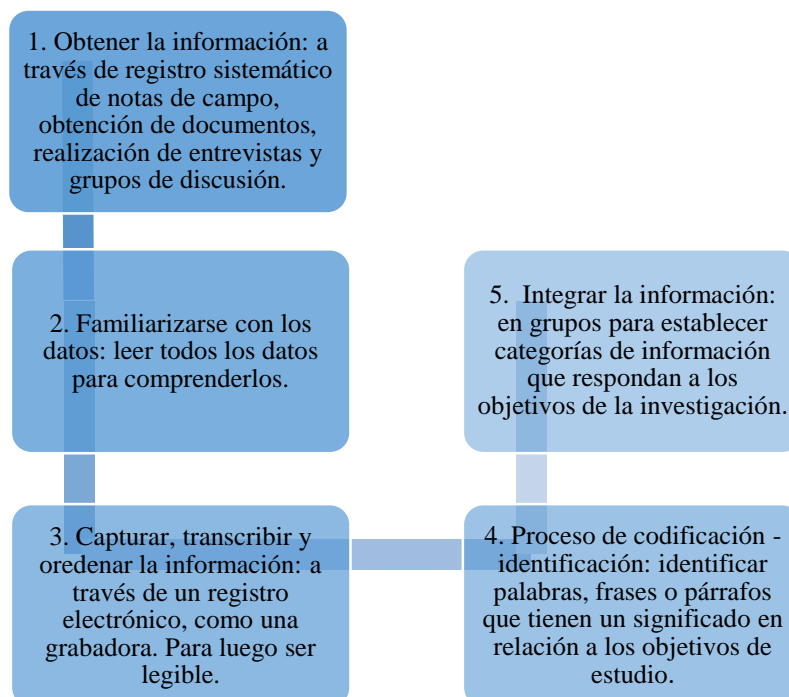 1. Obtener la información: a
través de registro sistemático
de notas de campo,
obtención de documentos,
realización de entrevistas y
grupos de discusión.
2. Familiarizarse con los
datos: leer todos los datos
para comprenderlos.
3. Capturar, transcribir y
oredenar la información: a
través de un registro
electrónico, como una
grabadora. Para luego ser
legible.
4. Proceso de codificación -
identificación: identificar
palabras, frases o párrafos
que tienen un significado en
relación a los objetivos de
estudio.
5. Integrar la información:
en grupos para establecer
categorías de información
que respondan a los
objetivos de la investigación.